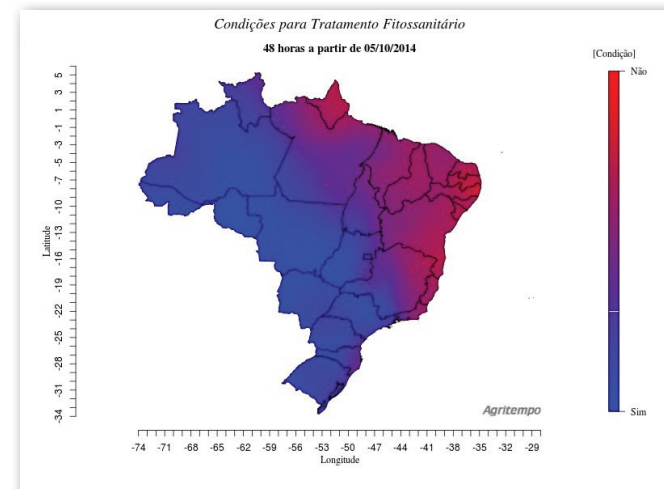 Condições para Tratamento Fitossanitário
48 horas a partir de 05/10/2014
[Condição]
Não
Sim
Latitude
5
3
1
-1
-3
-5
-7
-10
-13
-16
-19
-22
-25
-28
-31
-34
Agritempo
-74 -71 -68 -65 -62 -59 -56 -53 -50 -47 -44 -41 -38 -35 -32 -29 -27
Longitude